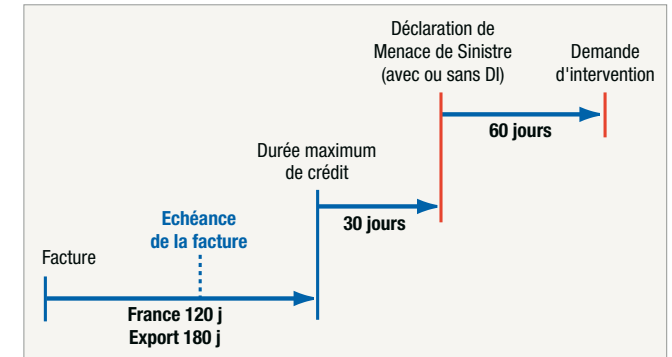 Déclaration de
Menace de Sinistre
(avec ou sans DI)
Demande
d'intervention
60 jours
Durée maximum
de crédit
30 jours
Echéance
de la facture
Facture
France 120 j
Export 180 j